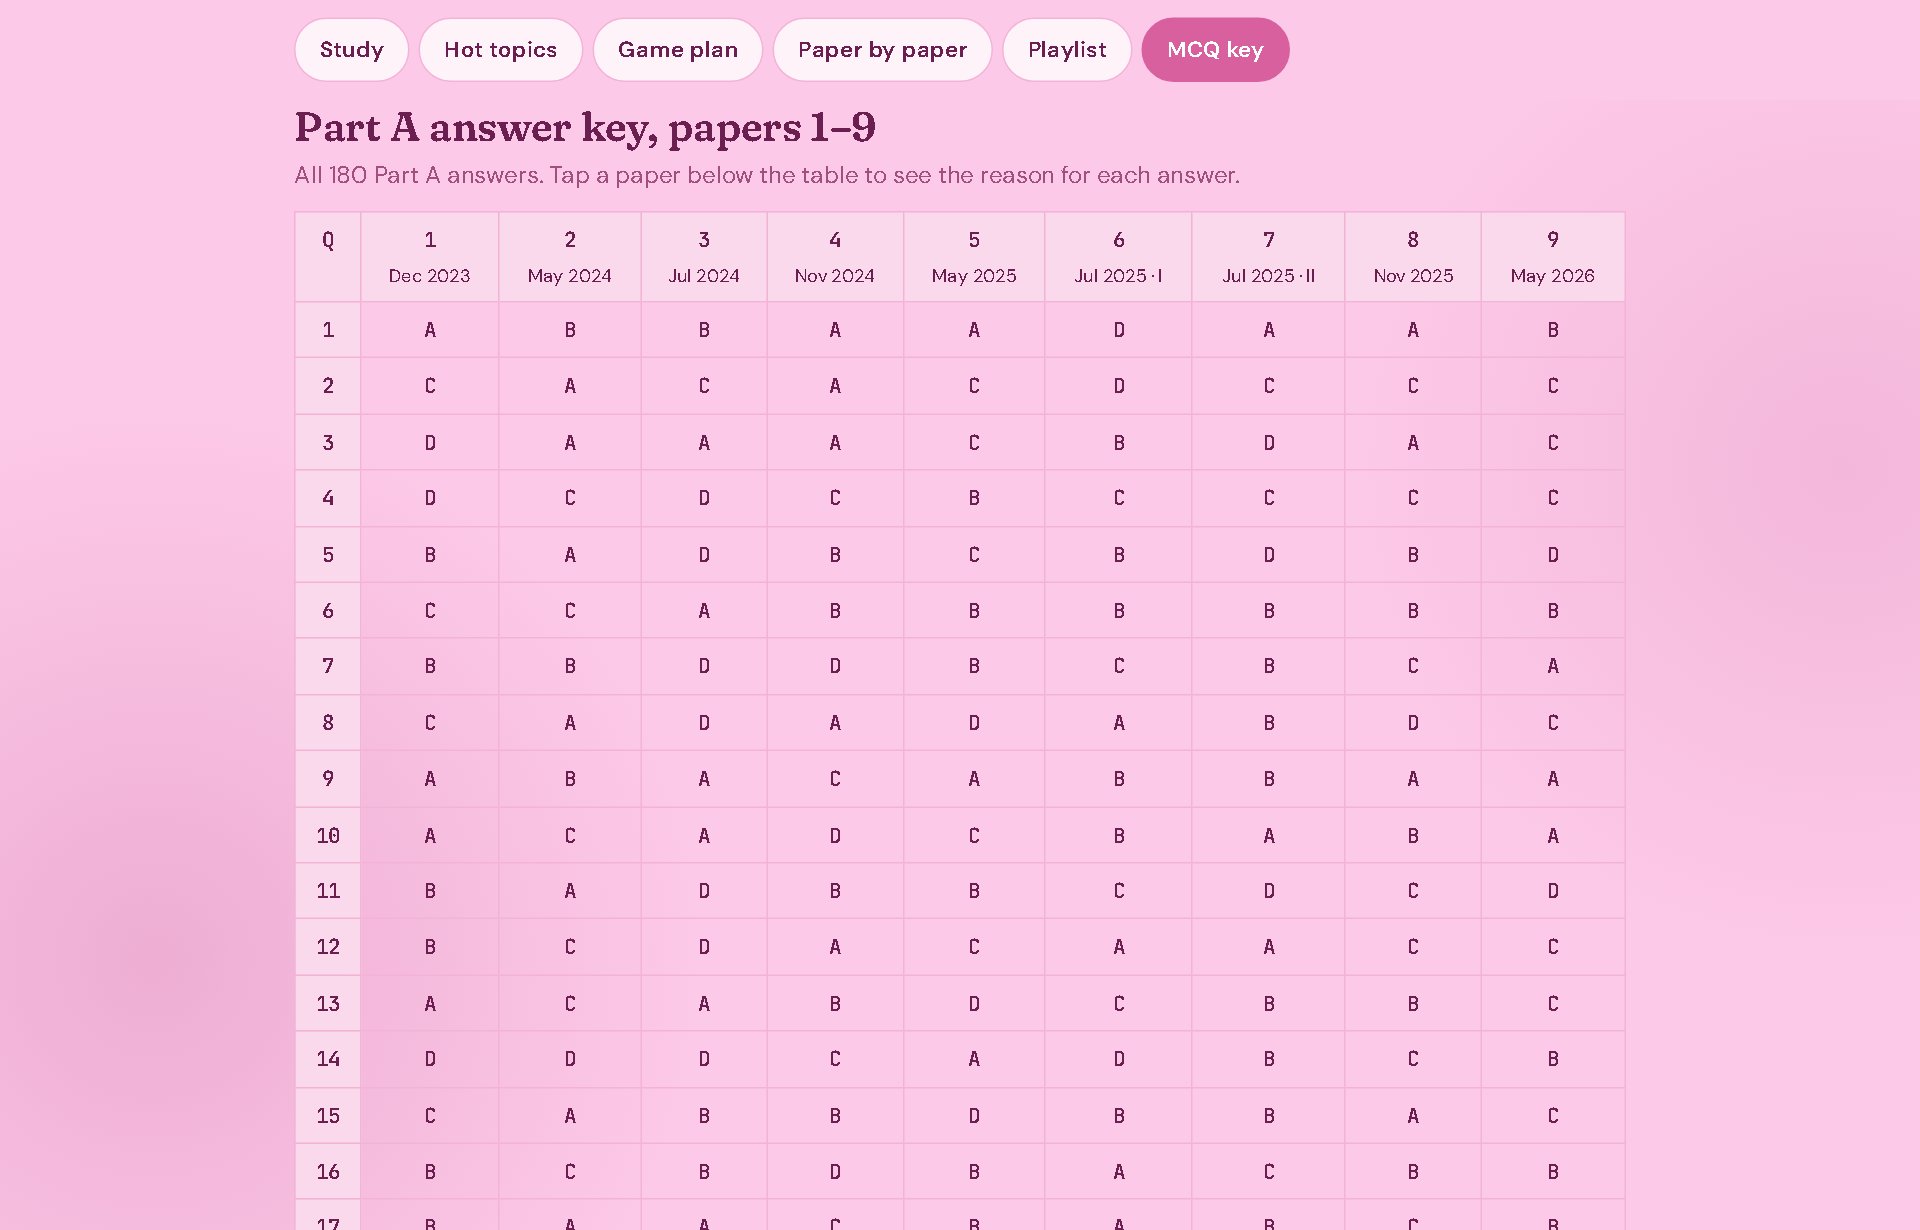 Study Hot topics Game plan Paper by paper Playlist MCQ key
Part A answer key, papers 1–9
All 180 Part A answers. Tap a paper below the table to see the reason for each answer.
Q 1 2 3 4 5 6 7 8 9
Dec 2023 May 2024 Jul 2024 Nov 2024 May 2025 Jul 2025 · I Jul 2025 · II Nov 2025 May 2026
1 A B B A A D A A B
2 C A C A C D C C C
3 D A A A C B D A C
4 D C D C B C C C C
5 B A D B C B D B D
6 C C A B B B B B B
7 B B D D B C B C A
8 C A D A D A B D C
9 A B A C A B B A A
10 A C A D C B A B A
11 B A D B B C D C D
12 B C D A C A A C C
13 A C A B D C B B C
14 D D D C A D B C B
15 C A B B D B B A C
16 B C B D B A C B B
17 B A A C B A B C B